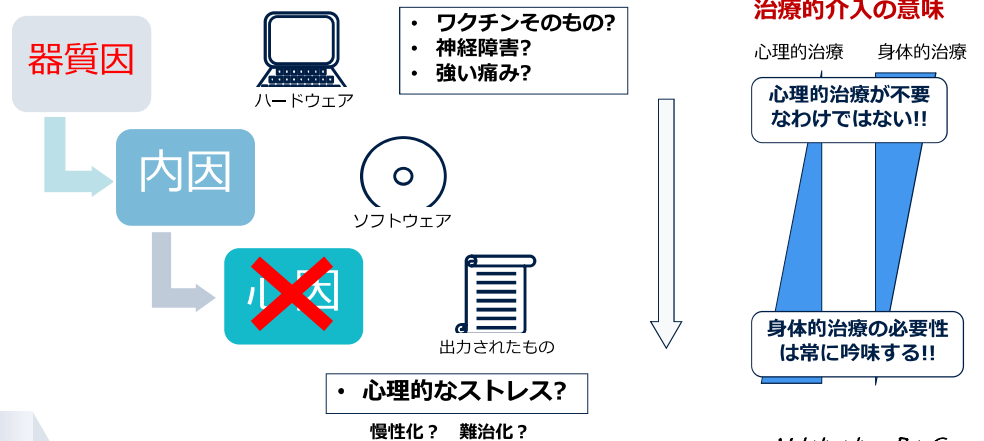 治療的介入の意味
器質因
ハードウェア
• ワクチンそのもの?
• 神経障害?
• 強い痛み?
心理的治療 身体的治療
心理的治療が不要
なわけではない!!
内因
ソフトウェア
心因
出力されたもの
身体的治療の必要性
は常に吟味する!!
• 心理的なストレス?
慢性化？ 難治化？